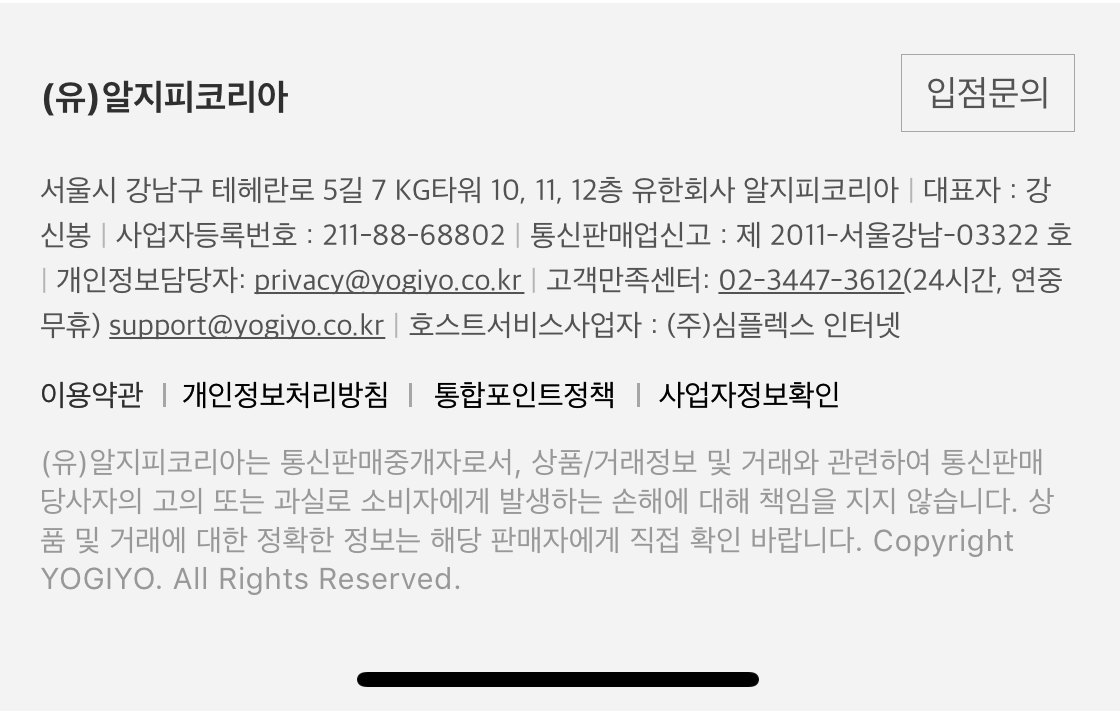 (유)알지피코리아
입점문의
서울시 강남구 테헤란로 5길 7 KG타워 10, 11, 12층 유한회사 알지피코리아 | 대표자 : 강
신봉 | 사업자등록번호 : 211-88-68802 | 통신판매업신고 : 제 2011-서울강남-03322 호
| 개인정보담당자: privacy@yogiyo.co.kr | 고객만족센터: 02-3447-3612(24시간, 연중
무휴) support@yogiyo.co.kr | 호스트서비스사업자 : (주)심플렉스 인터넷
이용약관 | 개인정보처리방침 | 통합포인트정책 | 사업자정보확인
(유)알지피코리아는 통신판매중개자로서, 상품/거래정보 및 거래와 관련하여 통신판매
당사자의 고의 또는 과실로 소비자에게 발생하는 손해에 대해 책임을 지지 않습니다. 상
품 및 거래에 대한 정확한 정보는 해당 판매자에게 직접 확인 바랍니다. Copyright
YOGIYO. All Rights Reserved.